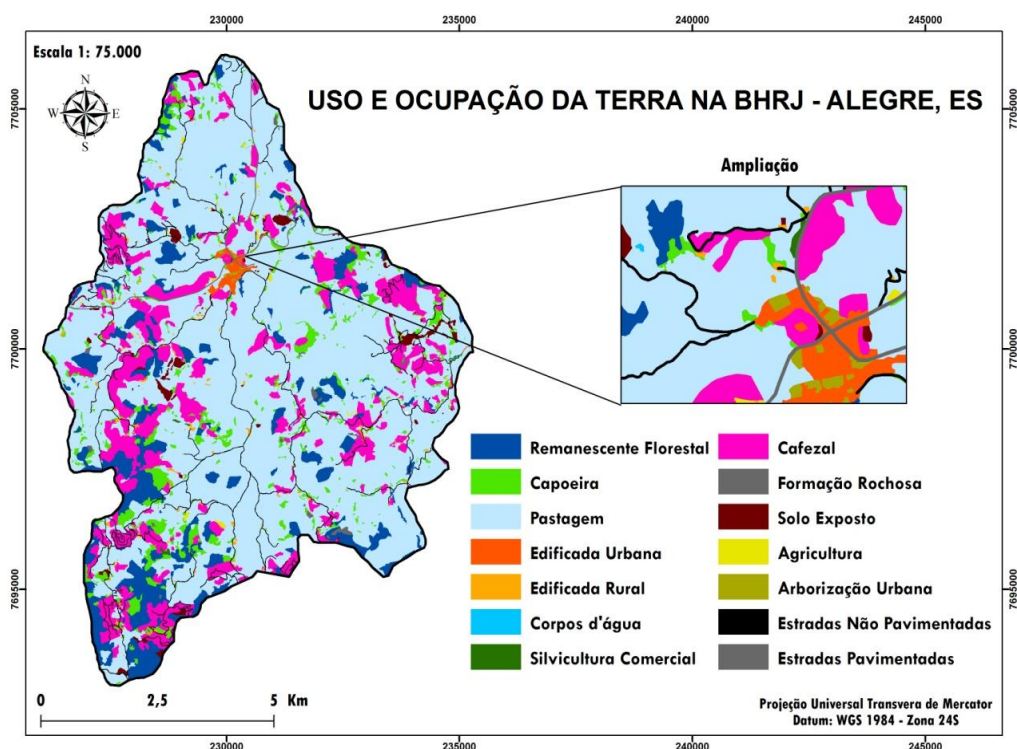 230000
235000
240000
245000
Escala 1: 75.000
N
W
E
S
USO E OCUPAÇÃO DA TERRA NA BHRJ - ALEGRE, ES
7705000
7705000
Ampliação
7700000
7700000
Remanescente Florestal
Capoeira
Pastagem
Edificada Urbana
Edificada Rural
Corpos d'água
Silvicultura Comercial
Cafezal
Formação Rochosa
Solo Exposto
Agricultura
Arborização Urbana
Estradas Não Pavimentadas
Estradas Pavimentadas
7695000
7695000
0
2,5
5 Km
Projeção Universal Transvera de Mercator
Datum: WGS 1984 - Zona 24S
230000
235000
240000
245000